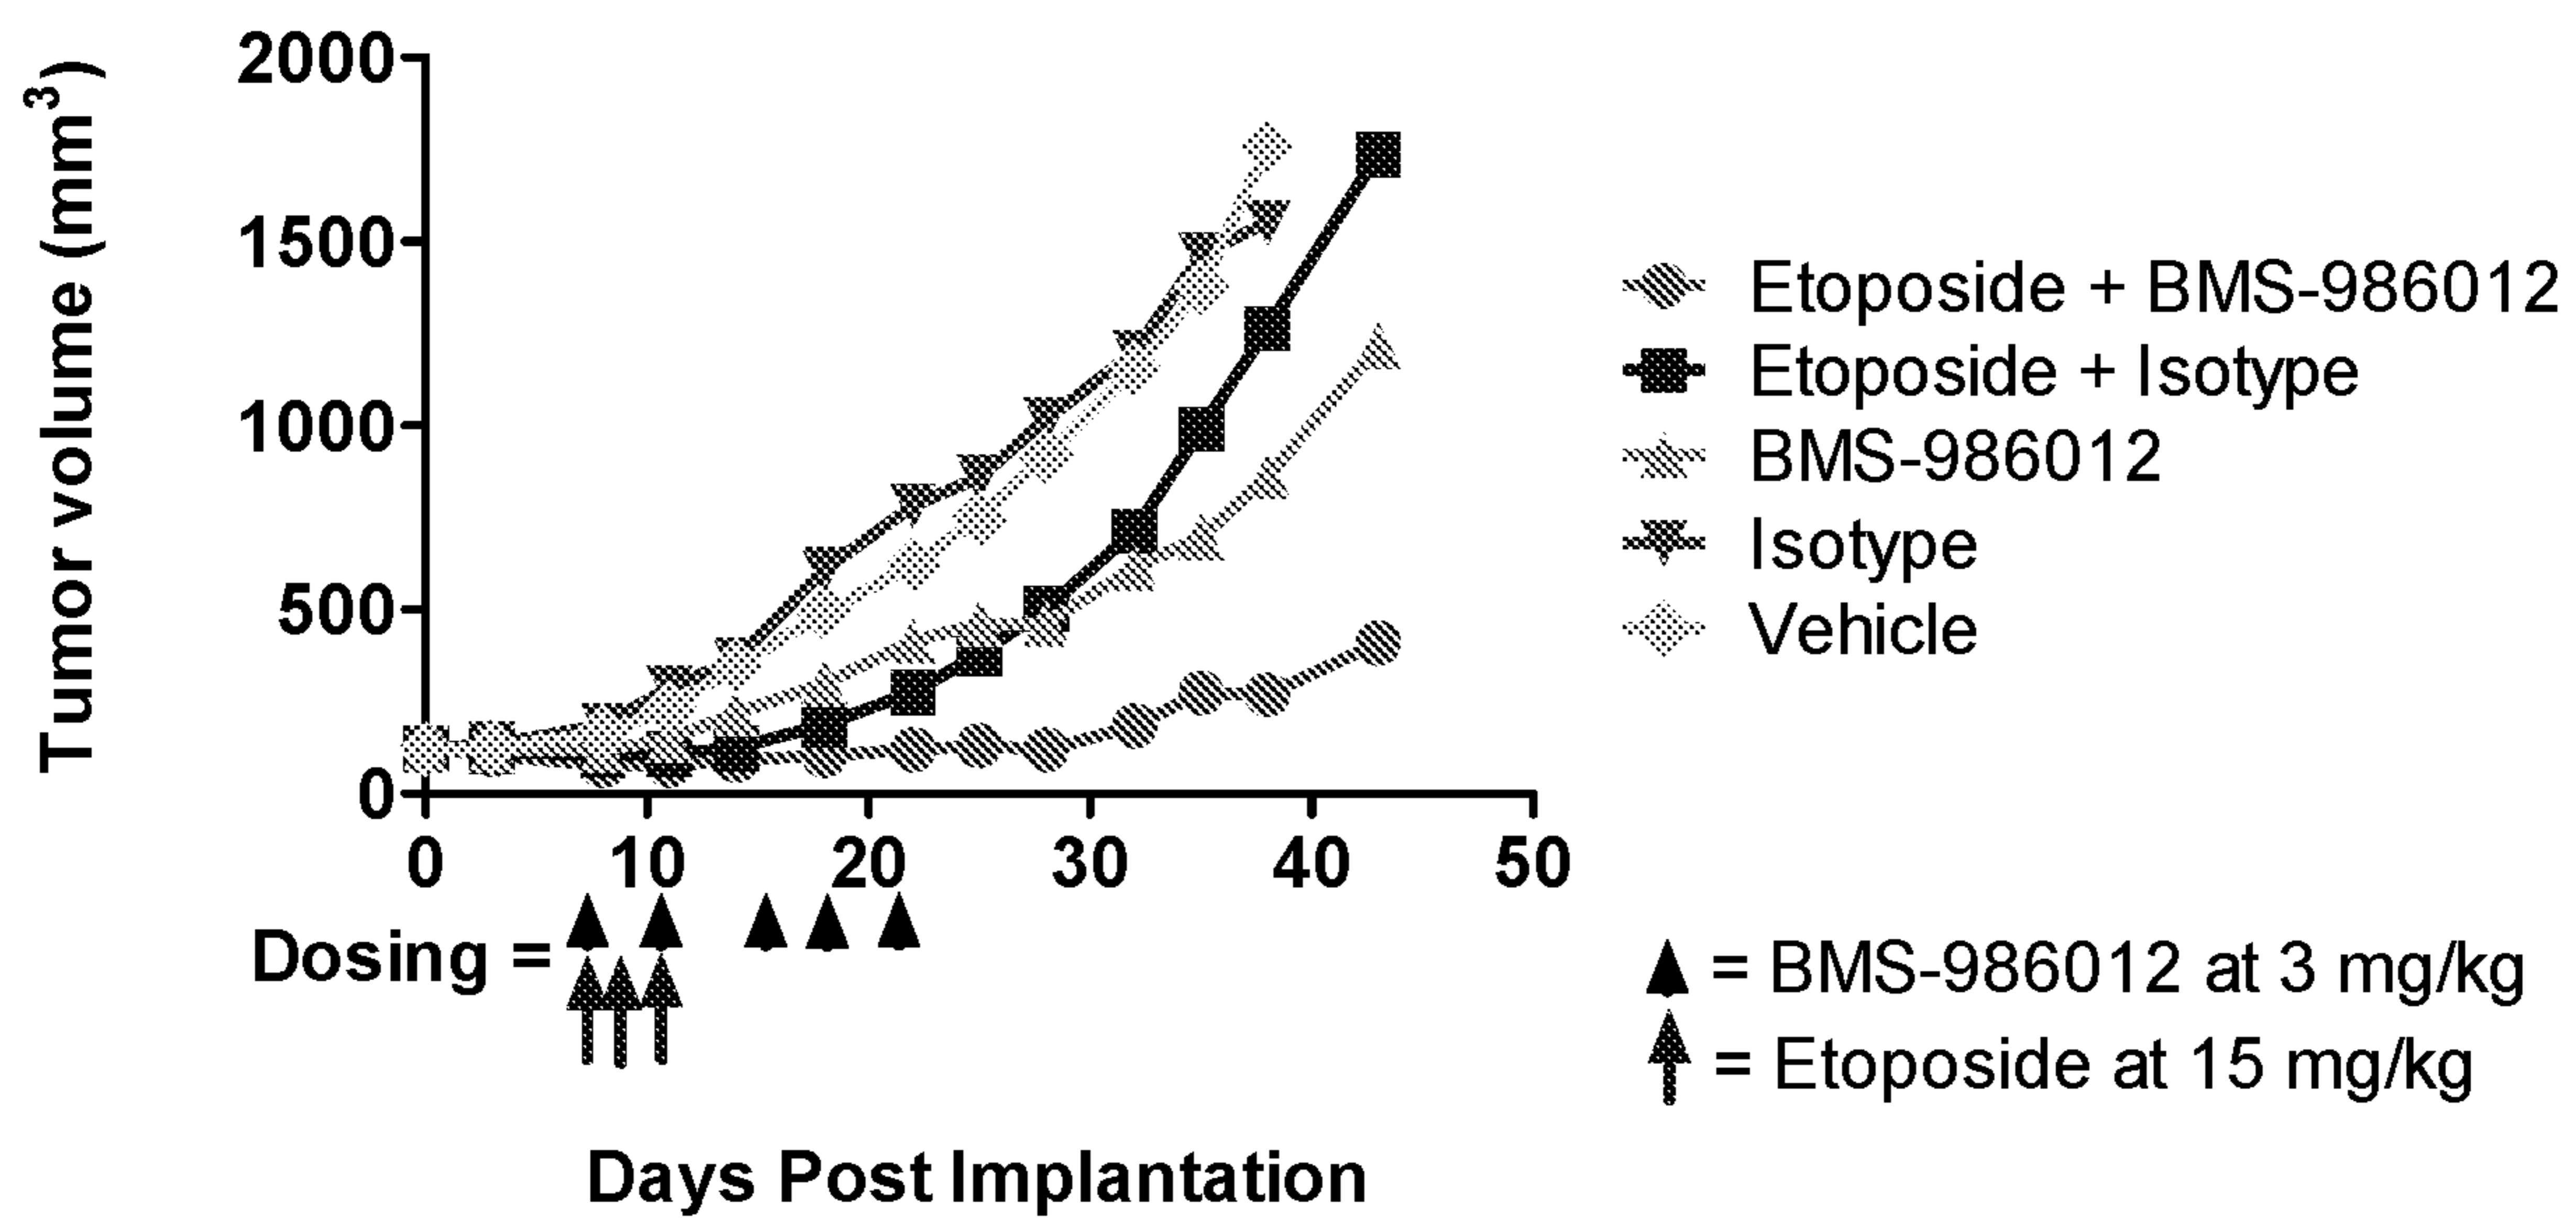 Tumor volume (mm³)
2000
1500
1000
500
0
0 10 20 30 40 50
Etoposide + BMS-986012
Etoposide + Isotype
BMS-986012
Isotype
Vehicle
Dosing =
= BMS-986012 at 3 mg/kg
= Etoposide at 15 mg/kg
Days Post Implantation